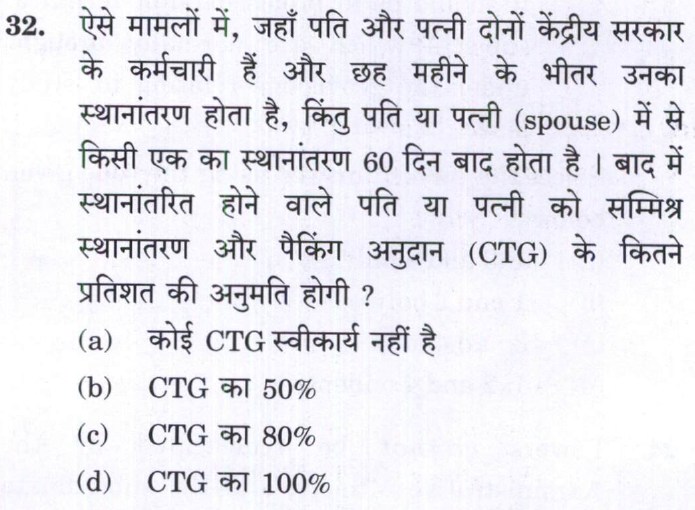 32. ऐसे मामलों में, जहाँ पति और पत्नी दोनों केंद्रीय सरकार
के कर्मचारी हैं और छह महीने के भीतर उनका
स्थानांतरण होता है, किंतु पति या पत्नी (spouse) में से
किसी एक का स्थानांतरण 60 दिन बाद होता है । बाद में
स्थानांतरित होने वाले पति या पत्नी को सम्मिश्र
स्थानांतरण और पैकिंग अनुदान (CTG) के कितने
प्रतिशत की अनुमति होगी ?
(a) कोई CTG स्वीकार्य नहीं है
(b) CTG का 50%
(c) CTG का 80%
(d) CTG का 100%